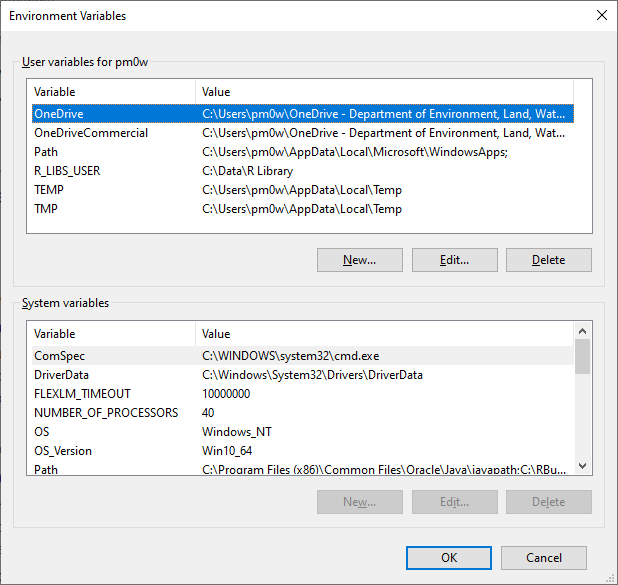 Environment Variables
User variables for pm0w
Variable Value
OneDrive C:\Users\pm0w\OneDrive - Department of Environment, Land, Wat...
OneDriveCommercial C:\Users\pm0w\OneDrive - Department of Environment, Land, Wat...
Path C:\Users\pm0w\AppData\Local\Microsoft\WindowsApps;
R_LIBS_USER C:\Data\R Library
TEMP C:\Users\pm0w\AppData\Local\Temp
TMP C:\Users\pm0w\AppData\Local\Temp
New... Edit... Delete
System variables
Variable Value
ComSpec C:\WINDOWS\system32\cmd.exe
DriverData C:\Windows\System32\Drivers\DriverData
FLEXLM_TIMEOUT 10000000
NUMBER_OF_PROCESSORS 40
OS Windows_NT
OS_Version Win10_64
Path C:\Program Files (x86)\Common Files\Oracle\Java\javapath;C:\RBu...
New... Edit... Delete
OK Cancel